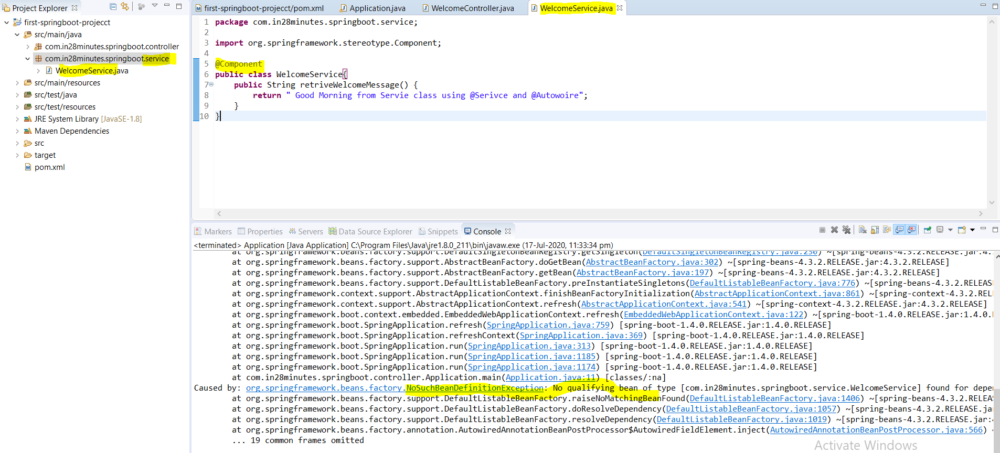 Project Explorer
first-springboot-projecct
src/main/java
com.in28minutes.springboot.controller
com.in28minutes.springboot.service
WelcomeService.java
src/main/resources
src/test/java
src/test/resources
JRE System Library [JavaSE-1.8]
Maven Dependencies
src
target
pom.xml
first-springboot-projecct/pom.xml Application.java WelcomeController.java WelcomeService.java
1 package com.in28minutes.springboot.service;
2
3 import org.springframework.stereotype.Component;
4
5 @Component
6 public class WelcomeService{
7 public String retriveWelcomeMessage() {
8 return " Good Morning from Servie class using @Serivce and @Autowoire";
9 }
10 }
Markers Properties Servers Data Source Explorer Snippets Console
<terminated> Application [Java Application] C:\Program Files\Java\jre1.8.0_211\bin\javaw.exe (17-Jul-2020, 11:33:34 pm)
at org.springframework.beans.factory.support.DefaultSingletonBeanRegistry.getSingleton(DefaultSingletonBeanRegistry.java:230) ~[spring-beans-4.3.2.RELEASE.jar:4.
at org.springframework.beans.factory.support.AbstractBeanFactory.doGetBean(AbstractBeanFactory.java:302) ~[spring-beans-4.3.2.RELEASE.jar:4.3.2.RELEASE]
at org.springframework.beans.factory.support.AbstractBeanFactory.getBean(AbstractBeanFactory.java:197) ~[spring-beans-4.3.2.RELEASE.jar:4.3.2.RELEASE]
at org.springframework.beans.factory.support.DefaultListableBeanFactory.preInstantiateSingletons(DefaultListableBeanFactory.java:776) ~[spring-beans-4.3.2.RELEAS
at org.springframework.context.support.AbstractApplicationContext.finishBeanFactoryInitialization(AbstractApplicationContext.java:861) ~[spring-context-4.3.2.REL
at org.springframework.context.support.AbstractApplicationContext.refresh(AbstractApplicationContext.java:541) ~[spring-context-4.3.2.RELEASE.jar:4.3.2.RELEASE]
at org.springframework.boot.context.embedded.EmbeddedWebApplicationContext.refresh(EmbeddedWebApplicationContext.java:122) ~[spring-boot-1.4.0.RELEASE.jar:1.4.0.
at org.springframework.boot.SpringApplication.refresh(SpringApplication.java:759) [spring-boot-1.4.0.RELEASE.jar:1.4.0.RELEASE]
at org.springframework.boot.SpringApplication.refreshContext(SpringApplication.java:369) [spring-boot-1.4.0.RELEASE.jar:1.4.0.RELEASE]
at org.springframework.boot.SpringApplication.run(SpringApplication.java:313) [spring-boot-1.4.0.RELEASE.jar:1.4.0.RELEASE]
at org.springframework.boot.SpringApplication.run(SpringApplication.java:1185) [spring-boot-1.4.0.RELEASE.jar:1.4.0.RELEASE]
at org.springframework.boot.SpringApplication.run(SpringApplication.java:1174) [spring-boot-1.4.0.RELEASE.jar:1.4.0.RELEASE]
at com.in28minutes.springboot.controller.Application.main(Application.java:11) [classes/:na]
Caused by: org.springframework.beans.factory.NoSuchBeanDefinitionException: No qualifying bean of type [com.in28minutes.springboot.service.WelcomeService] found for depe
at org.springframework.beans.factory.support.DefaultListableBeanFactory.raiseNoMatchingBeanFound(DefaultListableBeanFactory.java:1406) ~[spring-beans-4.3.2.RELEA
at org.springframework.beans.factory.support.DefaultListableBeanFactory.doResolveDependency(DefaultListableBeanFactory.java:1057) ~[spring-beans-4.3.2.RELEASE.ja
at org.springframework.beans.factory.support.DefaultListableBeanFactory.resolveDependency(DefaultListableBeanFactory.java:1019) ~[spring-beans-4.3.2.RELEASE.jar:
at org.springframework.beans.factory.annotation.AutowiredAnnotationBeanPostProcessor$AutowiredFieldElement.inject(AutowiredAnnotationBeanPostProcessor.java:566) ~
... 19 common frames omitted
Activate Windows